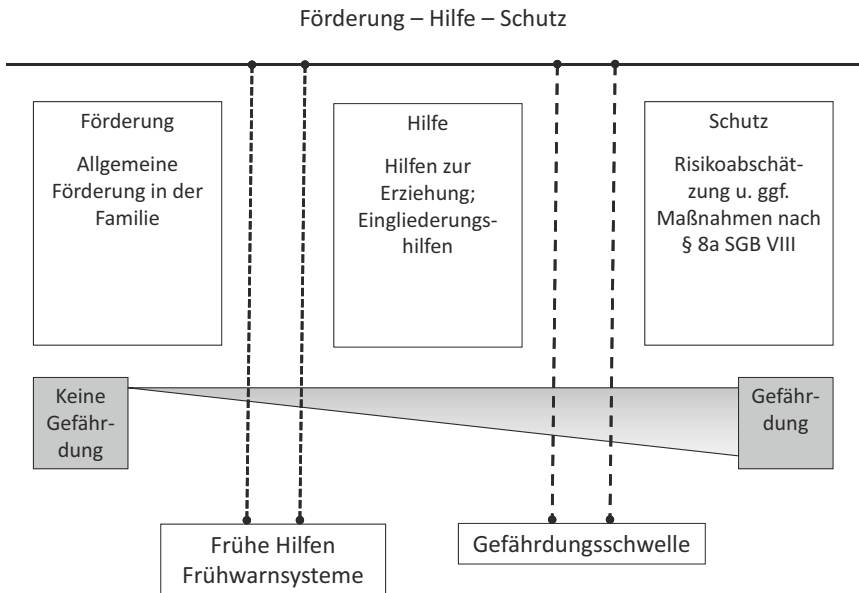 Förderung – Hilfe – Schutz
Förderung
Allgemeine
Förderung in der
Familie
Hilfe
Hilfen zur
Erziehung;
Eingliederungs-
hilfen
Schutz
Risikoabschät-
zung u. ggf.
Maßnahmen nach
§ 8a SGB VIII
Keine
Gefähr-
dung
Gefähr-
dung
Frühe Hilfen
Frühwarnsysteme
Gefährdungsschwelle